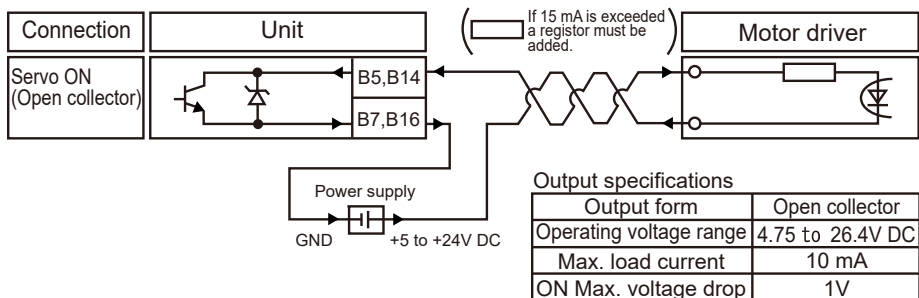 Connection
Unit
If 15 mA is exceeded
a registor must be
added.
Motor driver
Servo ON
(Open collector)
B5,B14
B7,B16
Power supply
GND
+5 to +24V DC
Output specifications
Output form Open collector
Operating voltage range 4.75 to 26.4V DC
Max. load current 10 mA
ON Max. voltage drop 1V